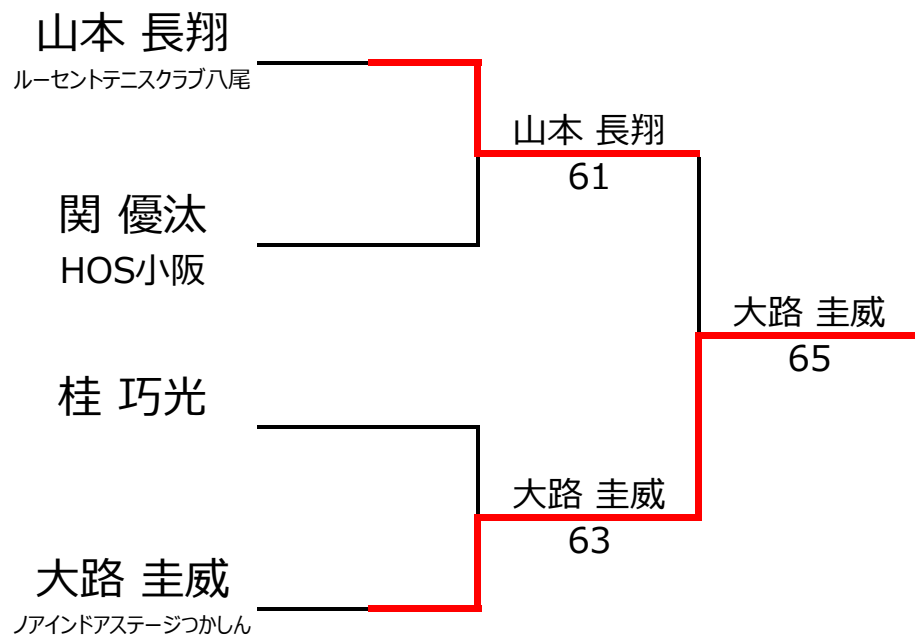 山本 長翔
ルーセントテニスクラブ八尾
山本 長翔
61
関 優汰
HOS小阪
大路 圭威
65
桂 巧光
大路 圭威
63
大路 圭威
ノアインドアステージつかしん